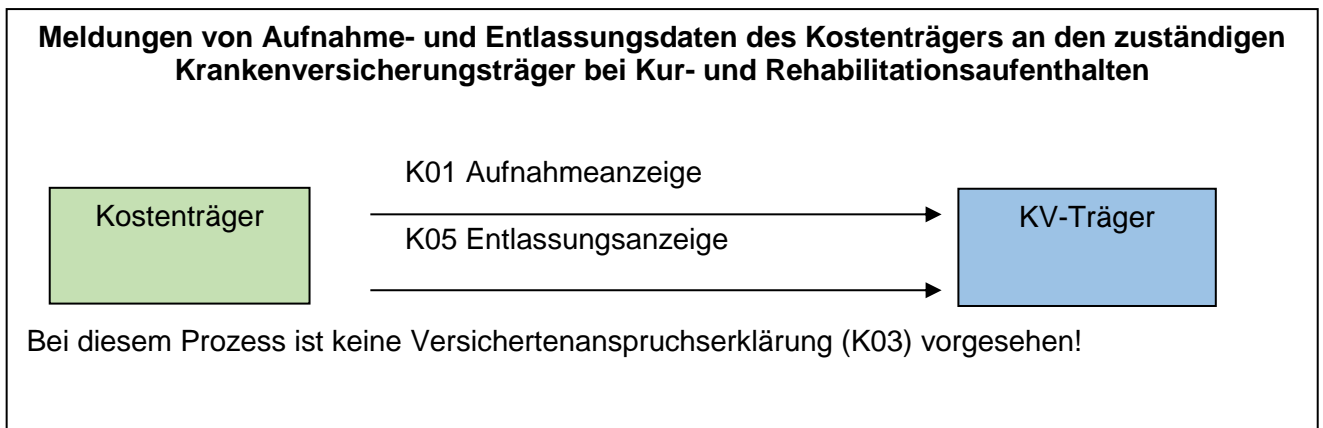 Meldungen von Aufnahme- und Entlassungsdaten des Kostenträgers an den zuständigen
Krankenversicherungsträger bei Kur- und Rehabilitationsaufenthalten
K01 Aufnahmeanzeige
Kostenträger
KV-Träger
K05 Entlassungsanzeige
Bei diesem Prozess ist keine Versichertenanspruchserklärung (K03) vorgesehen!